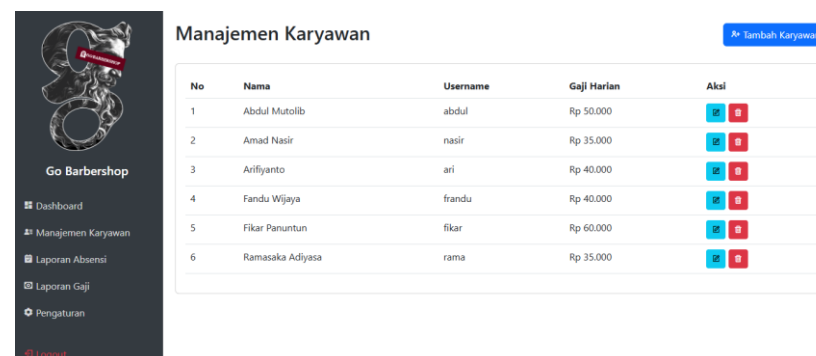 Manajemen Karyawan
Tambah Karyawan
No Nama Username Gaji Harian Aksi
1 Abdul Mutolib abdul Rp 50.000
2 Amad Nasir nasir Rp 35.000
3 Arifiyanto ari Rp 40.000
4 Fandu Wijaya frandu Rp 40.000
5 Fikar Panuntun fikar Rp 60.000
6 Ramasaka Adiyasa rama Rp 35.000
Go Barbershop
Dashboard
Manajemen Karyawan
Laporan Absensi
Laporan Gaji
Pengaturan
Logout